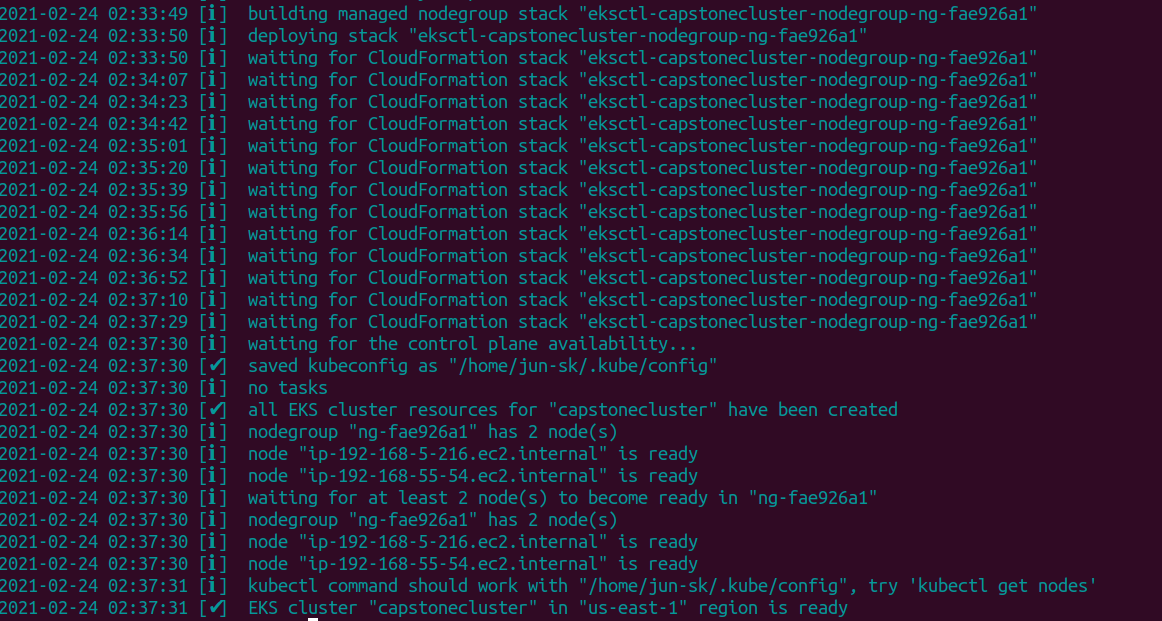 2021-02-24 02:33:49 [ℹ]  building managed nodegroup stack "eksctl-capstonecluster-nodegroup-ng-fae926a1"
2021-02-24 02:33:50 [ℹ]  deploying stack "eksctl-capstonecluster-nodegroup-ng-fae926a1"
2021-02-24 02:33:50 [ℹ]  waiting for CloudFormation stack "eksctl-capstonecluster-nodegroup-ng-fae926a1"
2021-02-24 02:34:07 [ℹ]  waiting for CloudFormation stack "eksctl-capstonecluster-nodegroup-ng-fae926a1"
2021-02-24 02:34:23 [ℹ]  waiting for CloudFormation stack "eksctl-capstonecluster-nodegroup-ng-fae926a1"
2021-02-24 02:34:42 [ℹ]  waiting for CloudFormation stack "eksctl-capstonecluster-nodegroup-ng-fae926a1"
2021-02-24 02:35:01 [ℹ]  waiting for CloudFormation stack "eksctl-capstonecluster-nodegroup-ng-fae926a1"
2021-02-24 02:35:20 [ℹ]  waiting for CloudFormation stack "eksctl-capstonecluster-nodegroup-ng-fae926a1"
2021-02-24 02:35:39 [ℹ]  waiting for CloudFormation stack "eksctl-capstonecluster-nodegroup-ng-fae926a1"
2021-02-24 02:35:56 [ℹ]  waiting for CloudFormation stack "eksctl-capstonecluster-nodegroup-ng-fae926a1"
2021-02-24 02:36:14 [ℹ]  waiting for CloudFormation stack "eksctl-capstonecluster-nodegroup-ng-fae926a1"
2021-02-24 02:36:34 [ℹ]  waiting for CloudFormation stack "eksctl-capstonecluster-nodegroup-ng-fae926a1"
2021-02-24 02:36:52 [ℹ]  waiting for CloudFormation stack "eksctl-capstonecluster-nodegroup-ng-fae926a1"
2021-02-24 02:37:10 [ℹ]  waiting for CloudFormation stack "eksctl-capstonecluster-nodegroup-ng-fae926a1"
2021-02-24 02:37:29 [ℹ]  waiting for CloudFormation stack "eksctl-capstonecluster-nodegroup-ng-fae926a1"
2021-02-24 02:37:30 [ℹ]  waiting for the control plane availability...
2021-02-24 02:37:30 [✔]  saved kubeconfig as "/home/jun-sk/.kube/config"
2021-02-24 02:37:30 [ℹ]  no tasks
2021-02-24 02:37:30 [✔]  all EKS cluster resources for "capstonecluster" have been created
2021-02-24 02:37:30 [ℹ]  nodegroup "ng-fae926a1" has 2 node(s)
2021-02-24 02:37:30 [ℹ]  node "ip-192-168-5-216.ec2.internal" is ready
2021-02-24 02:37:30 [ℹ]  node "ip-192-168-55-54.ec2.internal" is ready
2021-02-24 02:37:30 [ℹ]  waiting for at least 2 node(s) to become ready in "ng-fae926a1"
2021-02-24 02:37:30 [ℹ]  nodegroup "ng-fae926a1" has 2 node(s)
2021-02-24 02:37:30 [ℹ]  node "ip-192-168-5-216.ec2.internal" is ready
2021-02-24 02:37:30 [ℹ]  node "ip-192-168-55-54.ec2.internal" is ready
2021-02-24 02:37:31 [ℹ]  kubectl command should work with "/home/jun-sk/.kube/config", try 'kubectl get nodes'
2021-02-24 02:37:31 [✔]  EKS cluster "capstonecluster" in "us-east-1" region is ready